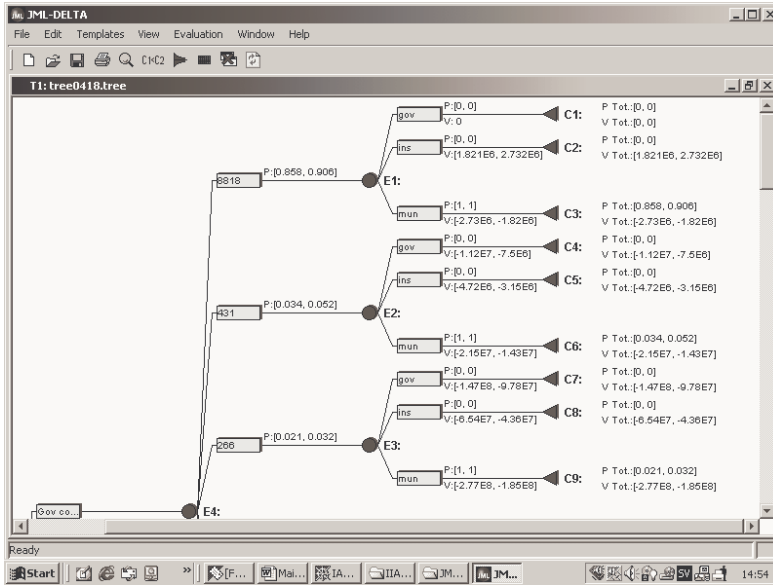 JML-DELTA
File Edit Templates View Evaluation Window Help
C1<C2
T1: tree0418.tree
gov P:[0, 0] C1: P Tot.:[0, 0]
V: 0 V Tot.:[0, 0]
ins P:[0, 0] C2: P Tot.:[0, 0]
V:[1.821E6, 2.732E6] V Tot.:[1.821E6, 2.732E6]
8818 P:[0.858, 0.906] E1:
mun P:[1, 1] C3: P Tot.:[0.858, 0.906]
V:[-2.73E6, -1.82E6] V Tot.:[-2.73E6, -1.82E6]
gov P:[0, 0] C4: P Tot.:[0, 0]
V:[-1.12E7, -7.5E6] V Tot.:[-1.12E7, -7.5E6]
ins P:[0, 0] C5: P Tot.:[0, 0]
V:[-4.72E6, -3.15E6] V Tot.:[-4.72E6, -3.15E6]
431 P:[0.034, 0.052] E2:
mun P:[1, 1] C6: P Tot.:[0.034, 0.052]
V:[-2.15E7, -1.43E7] V Tot.:[-2.15E7, -1.43E7]
gov P:[0, 0] C7: P Tot.:[0, 0]
V:[-1.47E8, -9.78E7] V Tot.:[-1.47E8, -9.78E7]
ins P:[0, 0] C8: P Tot.:[0, 0]
V:[-6.54E7, -4.36E7] V Tot.:[-6.54E7, -4.36E7]
266 P:[0.021, 0.032] E3:
mun P:[1, 1] C9: P Tot.:[0.021, 0.032]
V:[-2.77E8, -1.85E8] V Tot.:[-2.77E8, -1.85E8]
Gov co... E4:
Ready
Start » [F... Mai... IA... IIA... JM... JM... SV 14:54